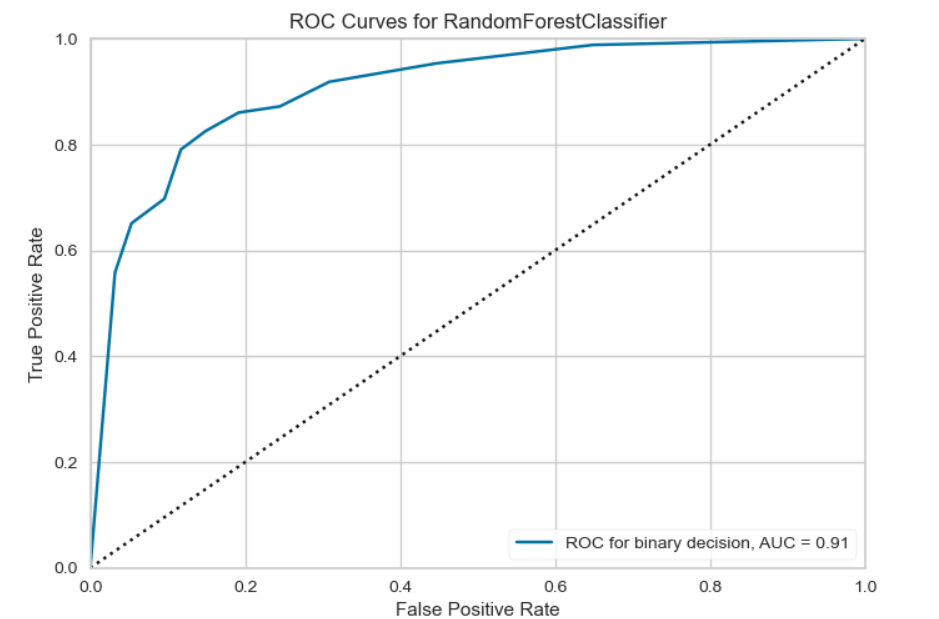 ROC Curves for RandomForestClassifier
1.0
0.8
0.6
0.4
0.2
0.0
True Positive Rate
ROC for binary decision, AUC = 0.91
0.0 0.2 0.4 0.6 0.8 1.0
False Positive Rate